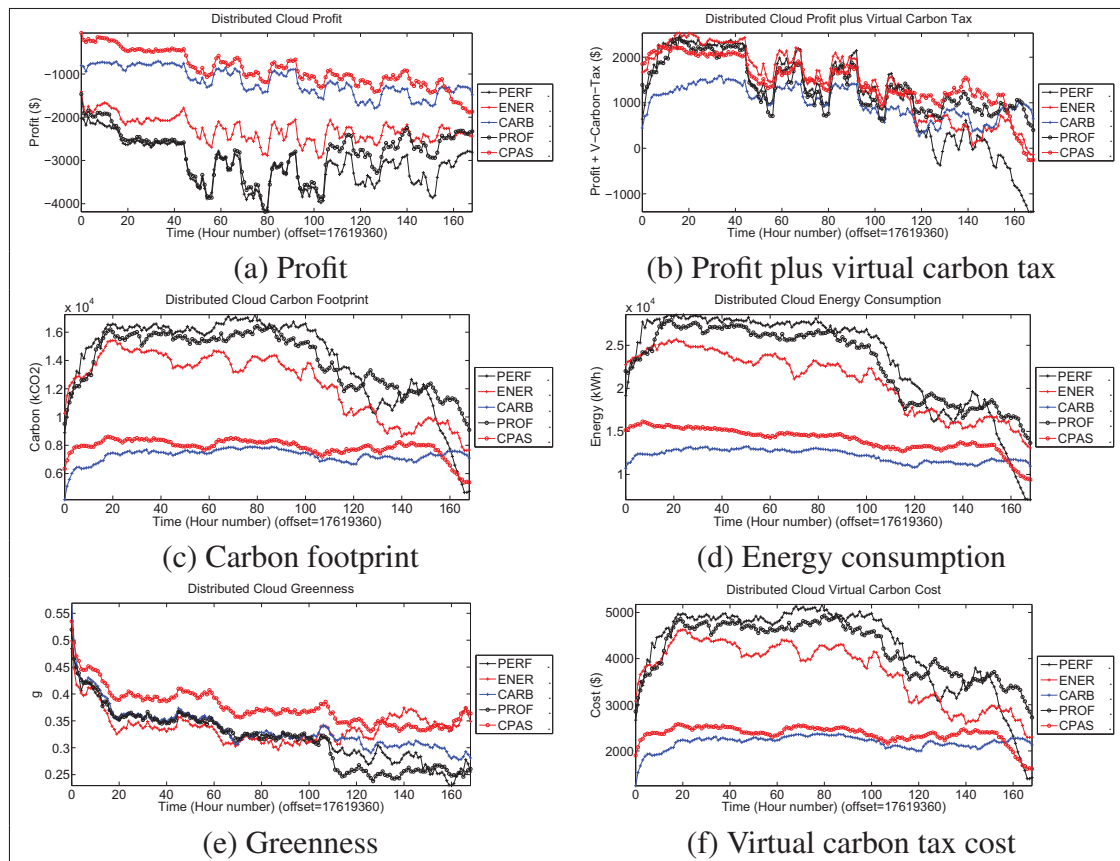 Distributed Cloud Profit
0
−1000
−2000
−3000
−4000
Profit ($)
0 20 40 60 80 100 120 140 160
Time (Hour number) (offset=17619360)
PERF
ENER
CARB
PROF
CPAS
(a) Profit
Distributed Cloud Profit plus Virtual Carbon Tax
2000
1000
0
−1000
Profit + V−Carbon−Tax ($)
0 20 40 60 80 100 120 140 160
Time (Hour number) (offset=17619360)
PERF
ENER
CARB
PROF
CPAS
(b) Profit plus virtual carbon tax
Distributed Cloud Carbon Footprint
x 10^4
1.6
1.4
1.2
1
0.8
0.6
Carbon (kCO2)
0 20 40 60 80 100 120 140 160
Time (Hour number) (offset=17619360)
PERF
ENER
CARB
PROF
CPAS
(c) Carbon footprint
Distributed Cloud Energy Consumption
x 10^4
2.5
2
1.5
1
Energy (kWh)
0 20 40 60 80 100 120 140 160
Time (Hour number) (offset=17619360)
PERF
ENER
CARB
PROF
CPAS
(d) Energy consumption
Distributed Cloud Greenness
0.55
0.5
0.45
0.4
0.35
0.3
0.25
g
0 20 40 60 80 100 120 140 160
Time (Hour number) (offset=17619360)
PERF
ENER
CARB
PROF
CPAS
(e) Greenness
Distributed Cloud Virtual Carbon Cost
5000
4000
3000
2000
Cost ($)
0 20 40 60 80 100 120 140 160
Time (Hour number) (offset=17619360)
PERF
ENER
CARB
PROF
CPAS
(f) Virtual carbon tax cost